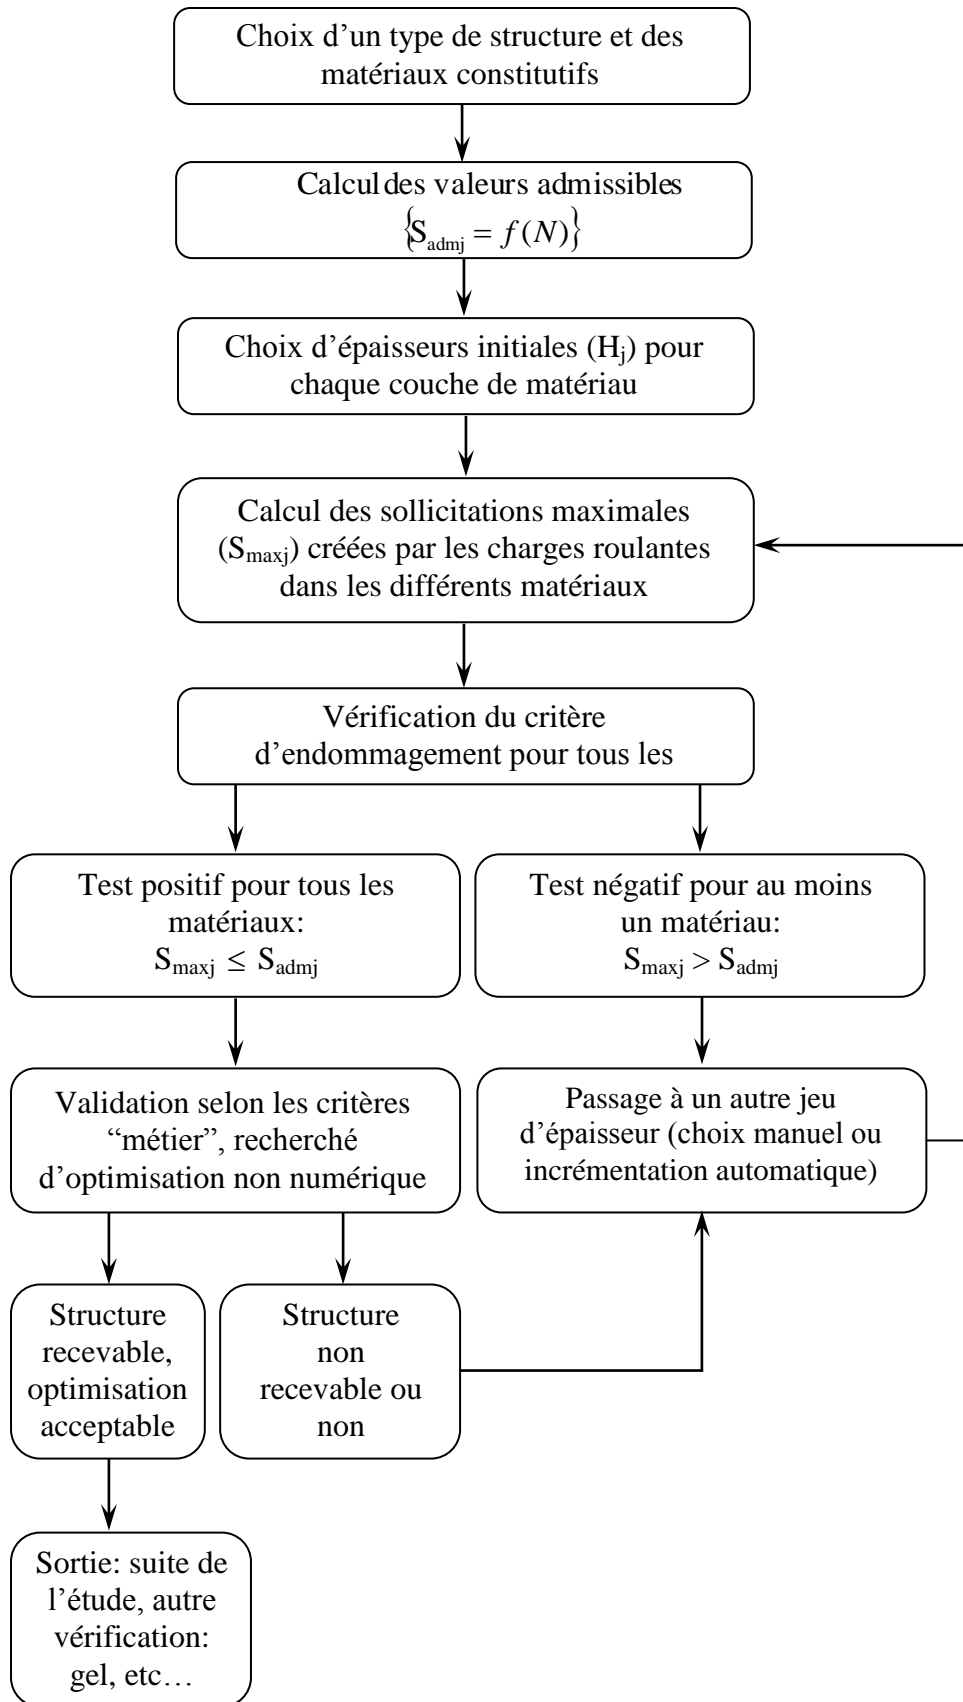 Choix d’un type de structure et des
matériaux constitutifs
Calcul des valeurs admissibles
{S_admj = f(N)}
Choix d’épaisseurs initiales (H_j) pour
chaque couche de matériau
Calcul des sollicitations maximales
(S_maxj) créées par les charges roulantes
dans les différents matériaux
Vérification du critère
d’endommagement pour tous les
Test positif pour tous les
matériaux:
S_maxj ≤ S_admj
Test négatif pour au moins
un matériau:
S_maxj > S_admj
Validation selon les critères
“métier”, recherché
d’optimisation non numérique
Passage à un autre jeu
d’épaisseur (choix manuel ou
incrémentation automatique)
Structure
recevable,
optimisation
acceptable
Structure
non
recevable ou
non
Sortie: suite de
l’étude, autre
vérification:
gel, etc…